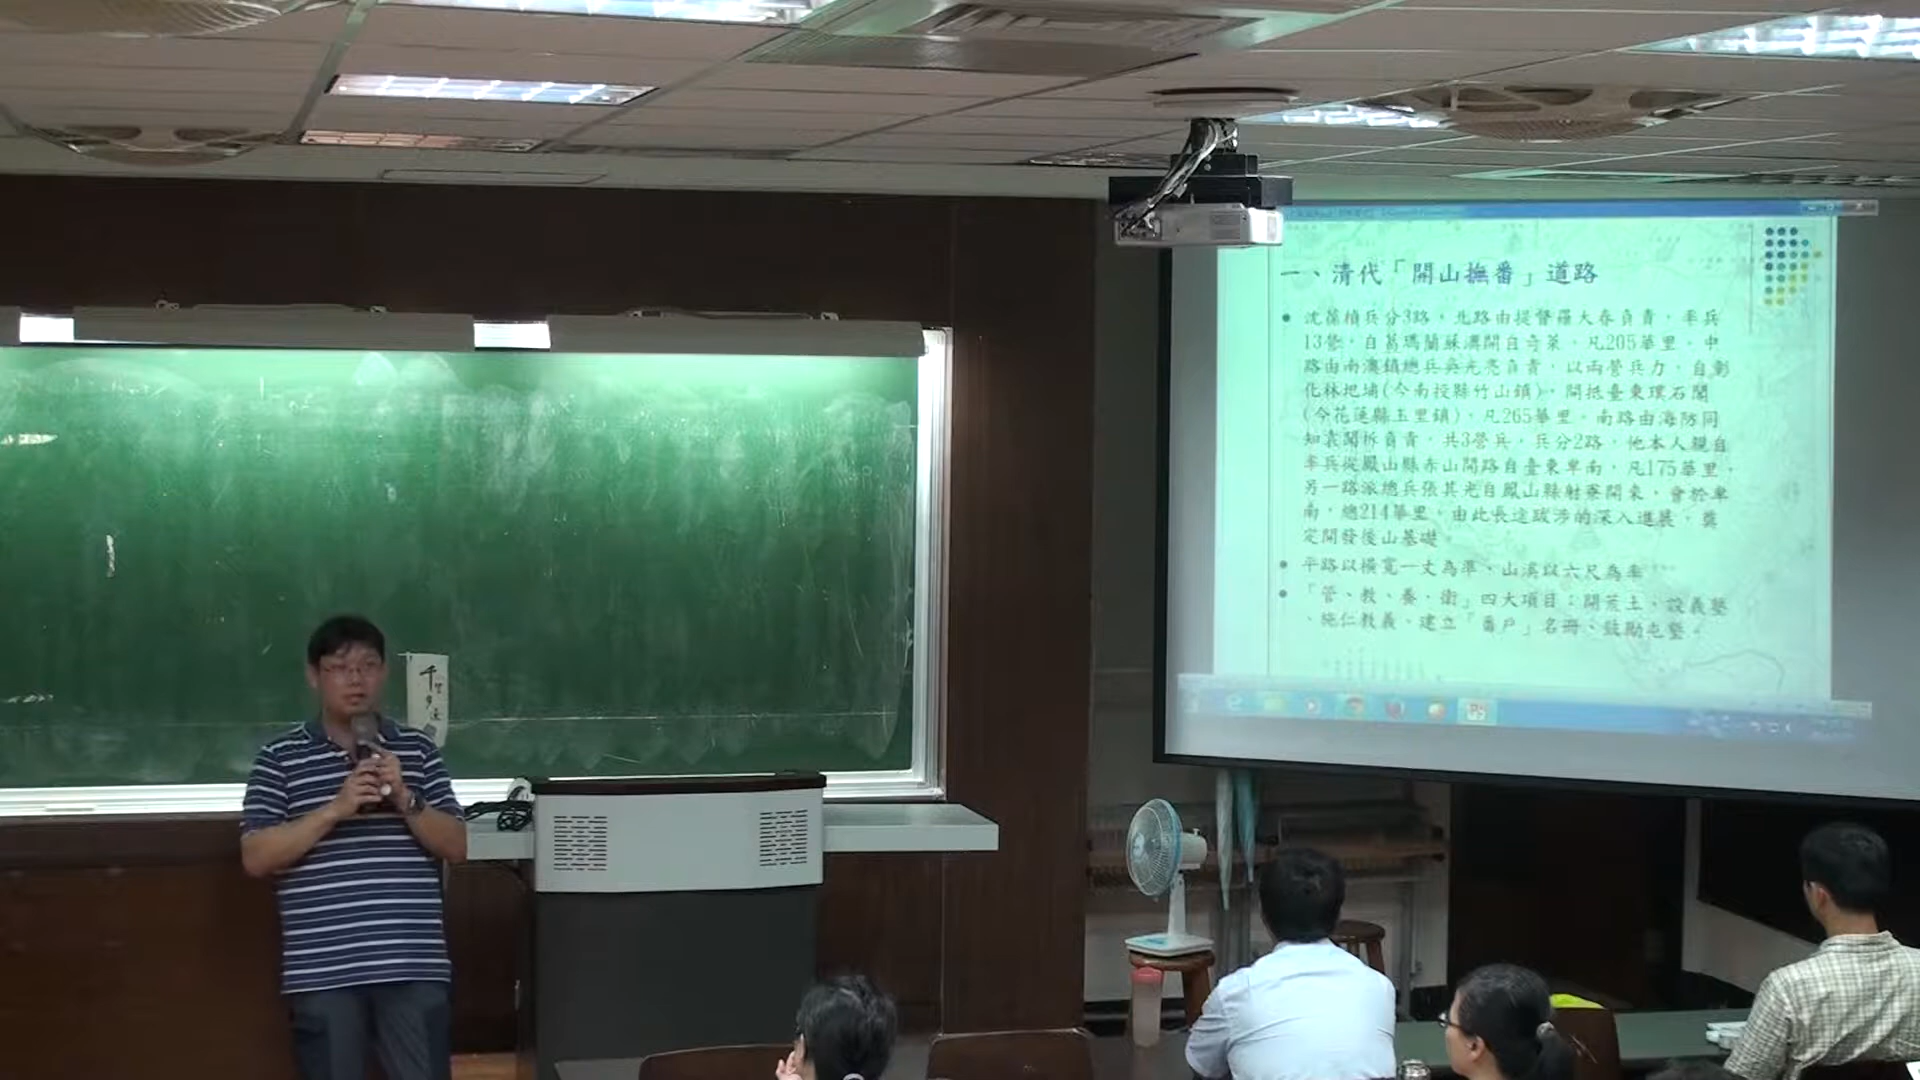 一、清代「開山撫番」道路
沈葆楨兵分3路，北路由提督羅大春負責，率兵
13營，自葛瑪蘭蘇澳開自奇萊，凡205華里。中
路由南澳鎮總兵吳光亮負責，以兩營兵力，自彰
化林圯埔(今南投縣竹山鎮)，開抵臺東璞石閣
(今花蓮縣玉里鎮)，凡265華里。南路由海防同
知袁聞柝負責，共3營兵，兵分2路，他本人親自
率兵從鳳山縣赤山開路自臺東卑南，凡175華里，
另一路派總兵張其光自鳳山縣射寮開來，會於卑
南，總214華里。由此長途跋涉的深入進展，奠
定開發後山基礎。
平路以橫寬一丈為準、山溪以六尺為率
「管、教、養、衛」四大項目：開荒土、設義塾
、施仁教義、建立「番戶」名冊、鼓勵屯墾。
千里